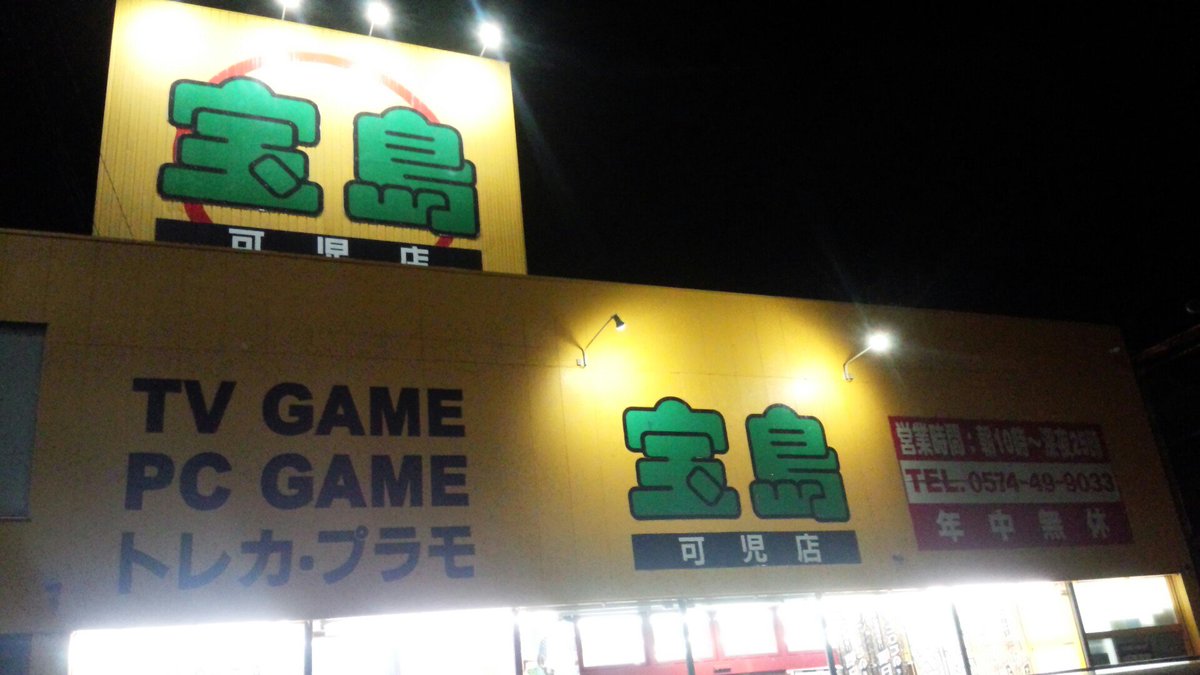 宝島
可児店
TV GAME
PC GAME
トレカ・プラモ
宝島
可児店
営業時間：朝10時～深夜25時
TEL. 0574-49-9033
年中無休